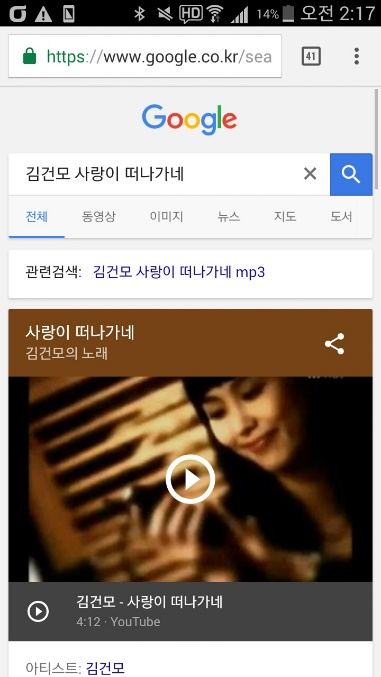 HD 14% 오전 2:17
https://www.google.co.kr/sea
41
Google
김건모 사랑이 떠나가네
전체 동영상 이미지 뉴스 지도 도서
관련검색: 김건모 사랑이 떠나가네 mp3
사랑이 떠나가네
김건모의 노래
김건모 - 사랑이 떠나가네
4:12 · YouTube
아티스트: 김건모